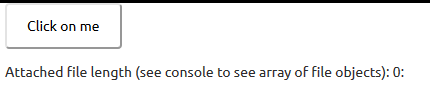 Click on me
Attached file length (see console to see array of file objects): 0: